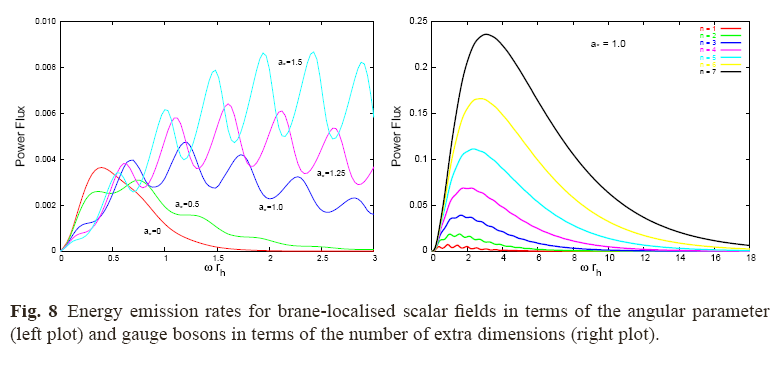 0.010
0.008
0.006
0.004
0.002
0
0
0.5
1
1.5
2
2.5
3
Power Flux
ω rₕ
a*=1.5
a*=1.25
a*=1.0
a*=0.5
a*=0
0.25
0.2
0.15
0.1
0.05
0
0
2
4
6
8
10
12
14
16
18
Power Flux
ω rₕ
a* = 1.0
n = 1
n = 2
n = 3
n = 4
n = 5
n = 7
Fig. 8 Energy emission rates for brane-localised scalar fields in terms of the angular parameter
(left plot) and gauge bosons in terms of the number of extra dimensions (right plot).